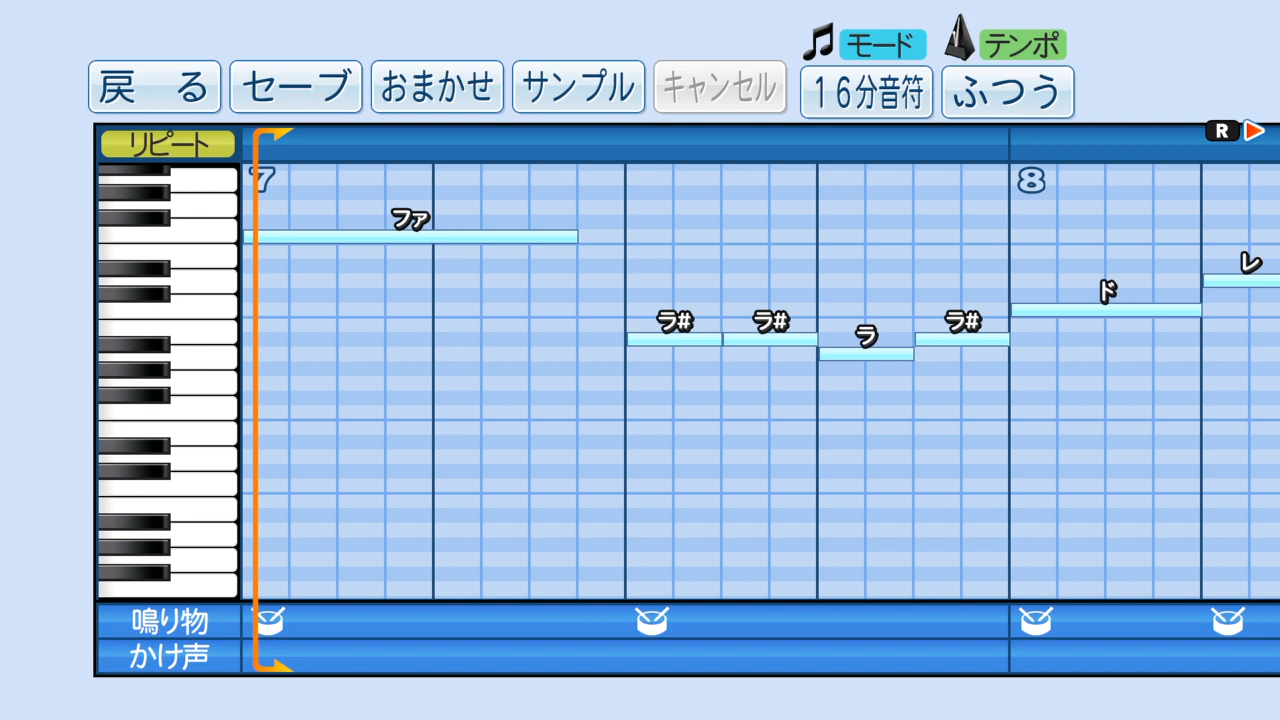 モード テンポ
戻 る セーブ おまかせ サンプル キャンセル 16分音符 ふつう
リピート R
7 8
ファ
レ
ド
ラ# ラ# ラ ラ#
鳴り物
かけ声